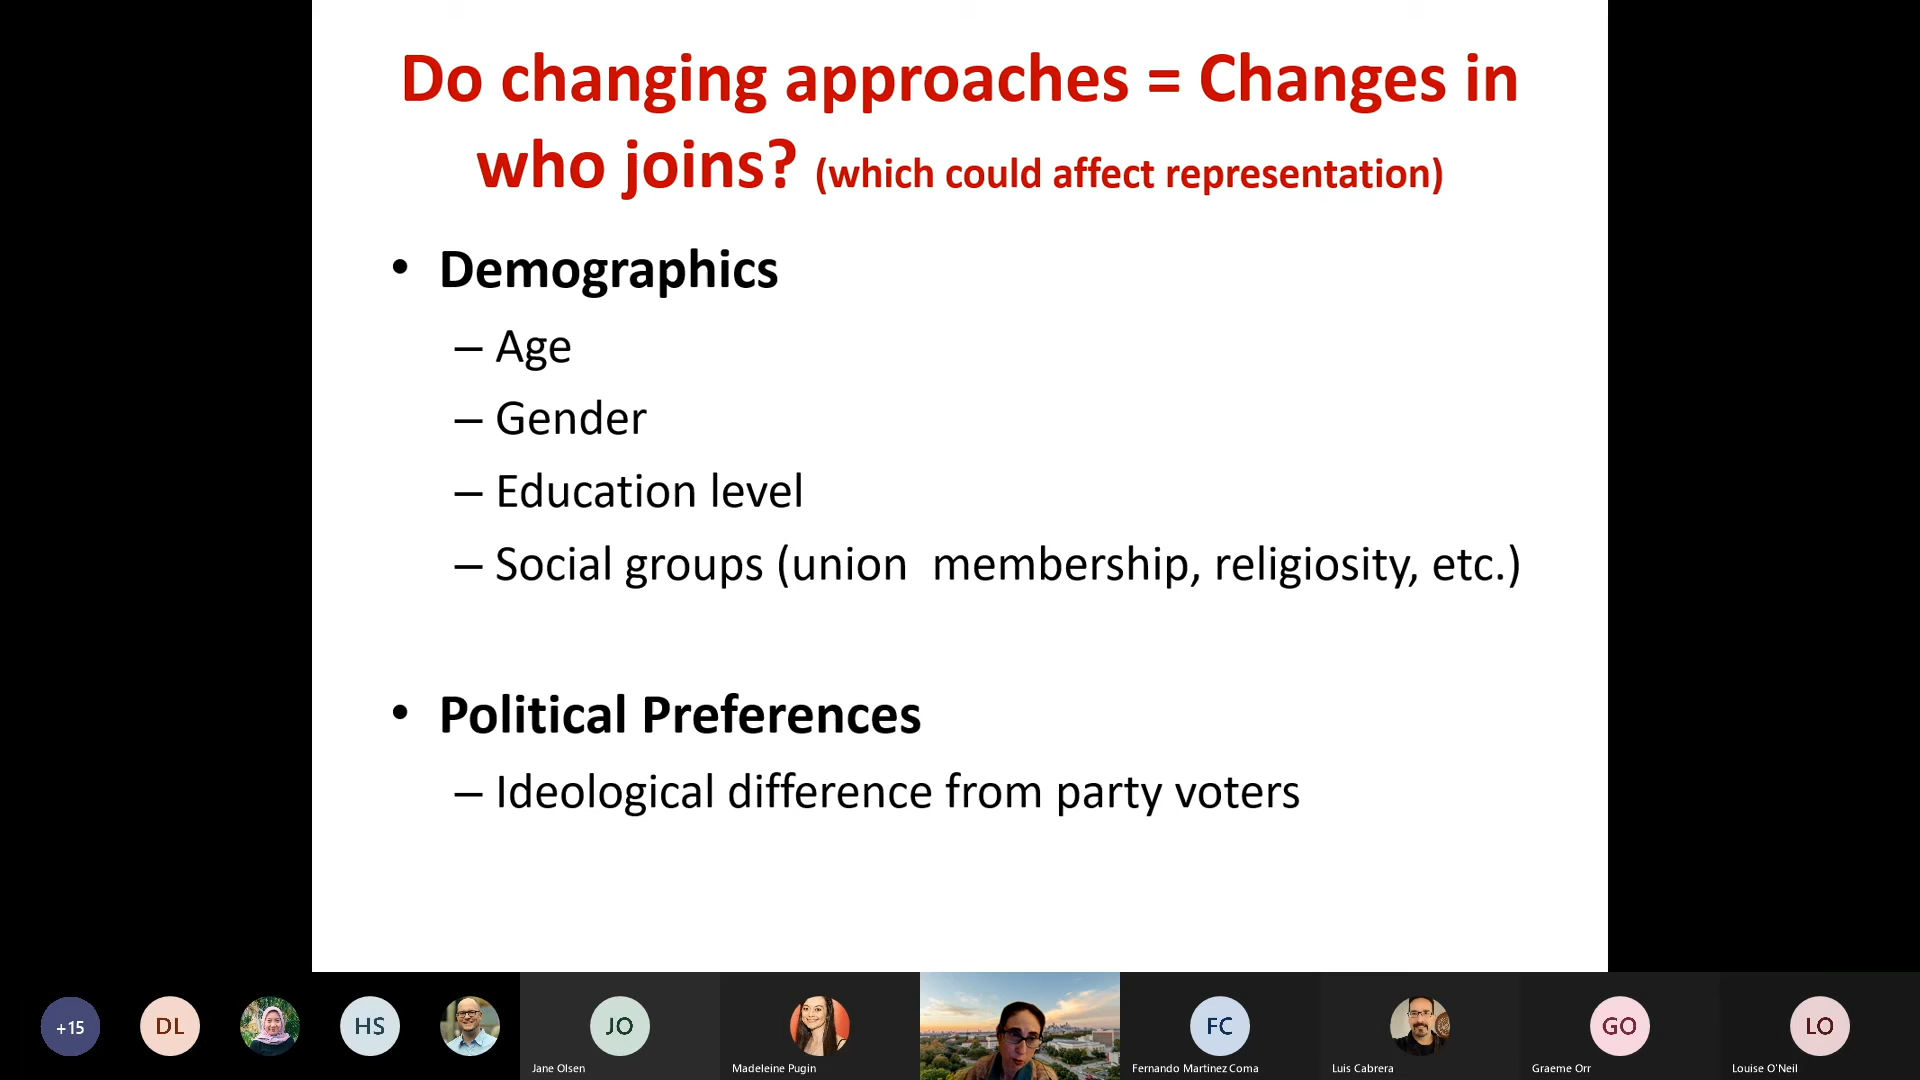 Do changing approaches = Changes in
who joins? (which could affect representation)
• Demographics
– Age
– Gender
– Education level
– Social groups (union  membership, religiosity, etc.)
• Political Preferences
– Ideological difference from party voters
+15
DL
HS
JO
FC
GO
LO
Jane Olsen
Madeleine Pugin
Fernando Martinez Coma
Luis Cabrera
Graeme Orr
Louise O'Neil